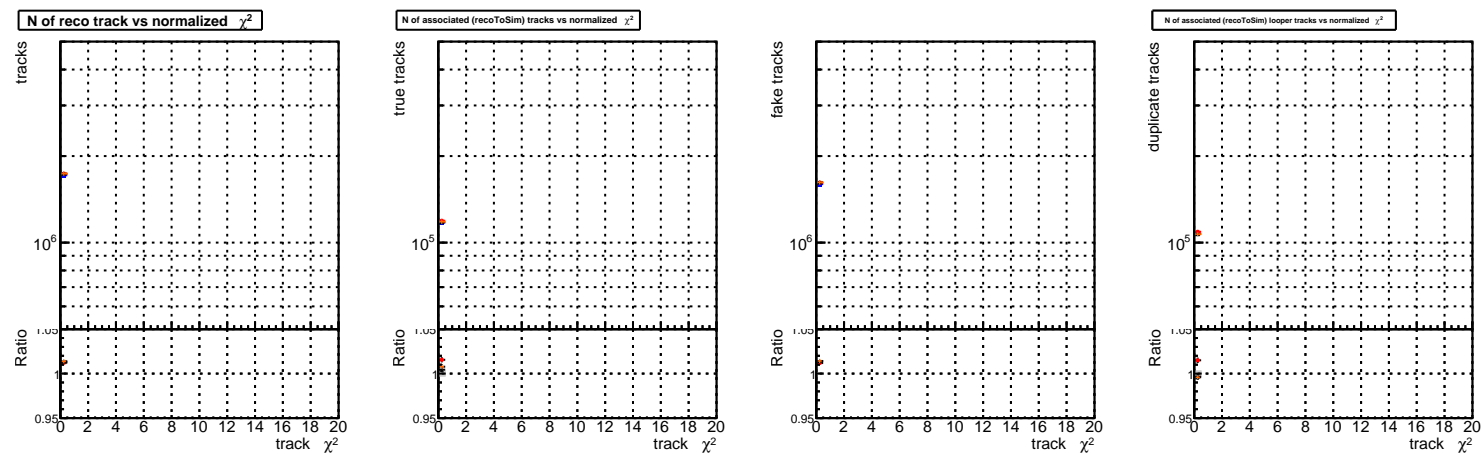 N of reco track vs normalized χ²
tracks
10⁶
1.05
Ratio
1
0.95
0 2 4 6 8 10 12 14 16 18 20
track χ²
N of associated (recoToSim) tracks vs normalized χ²
true tracks
10⁵
1.05
Ratio
1
0.95
0 2 4 6 8 10 12 14 16 18 20
track χ²
fake tracks
10⁶
1.05
Ratio
1
0.95
0 2 4 6 8 10 12 14 16 18 20
track χ²
N of associated (recoToSim) looper tracks vs normalized χ²
duplicate tracks
10⁵
1.05
Ratio
1
0.95
0 2 4 6 8 10 12 14 16 18 20
track χ²